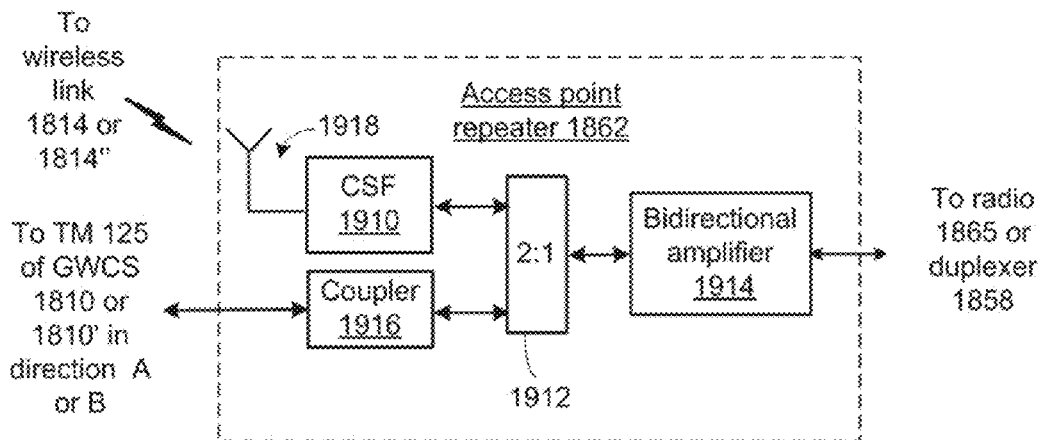 To
wireless
link
1814 or
1814"
Access point
repeater 1862
1918
CSF
1910
2:1
Bidirectional
amplifier
1914
To radio
1865 or
duplexer
1858
To TM 125
of GWCS
1810 or
1810' in
direction A
or B
Coupler
1916
1912